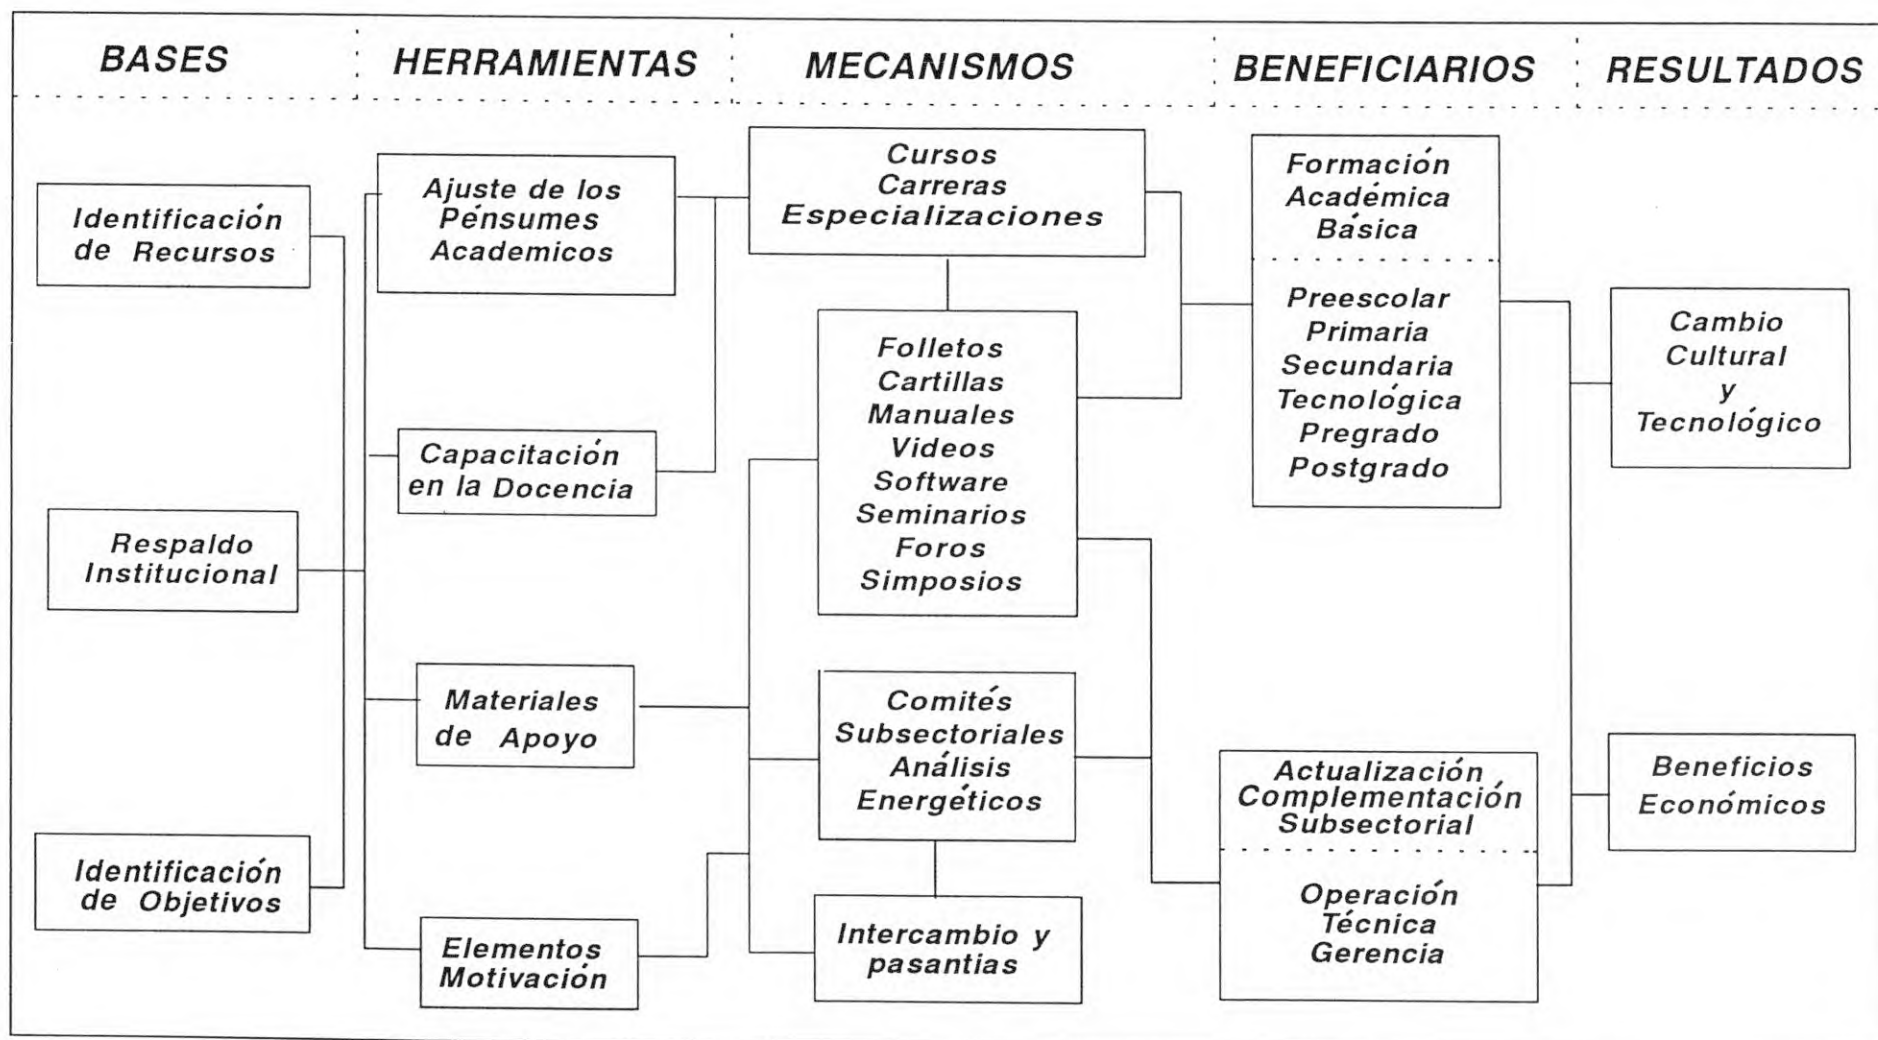 BASES
HERRAMIENTAS
MECANISMOS
BENEFICIARIOS
RESULTADOS
Identificación
de Recursos
Respaldo
Institucional
Identificación
de Objetivos
Ajuste de los
Pénsumes
Academicos
Capacitación
en la Docencia
Materiales
de Apoyo
Elementos
Motivación
Cursos
Carreras
Especializaciones
Folletos
Cartillas
Manuales
Videos
Software
Seminarios
Foros
Simposios
Comités
Subsectoriales
Análisis
Energéticos
Intercambio y
pasantias
Formación
Académica
Básica
Preescolar
Primaria
Secundaria
Tecnológica
Pregrado
Postgrado
Actualización
Complementación
Subsectorial
Operación
Técnica
Gerencia
Cambio
Cultural
y
Tecnológico
Beneficios
Económicos